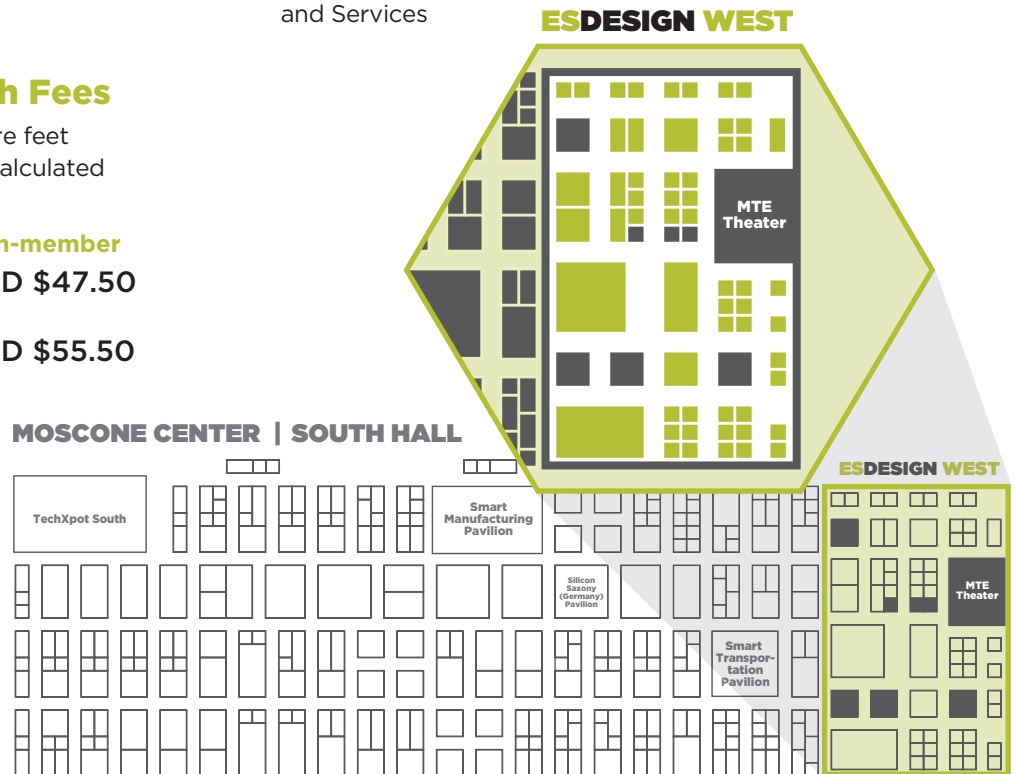 and Services
h Fees
re feet
alculated
n-member
D $47.50
D $55.50
ESDESIGN WEST
MTE
Theater
MOSCONE CENTER | SOUTH HALL
ESDESIGN WEST
TechXpot South
Smart
Manufacturing
Pavilion
Silicon
Saxony
(Germany)
Pavilion
MTE
Theater
Smart
Transpor-
tation
Pavilion